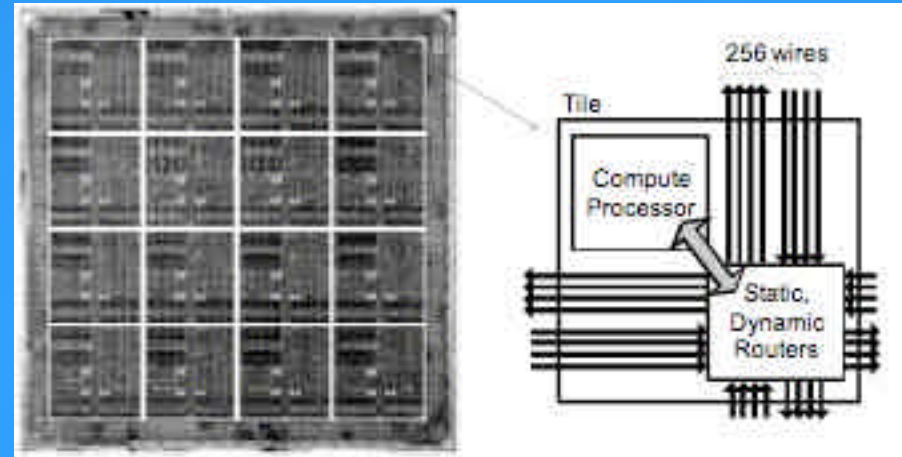 256 wires
Tile
Compute
Processor
Static,
Dynamic
Routers